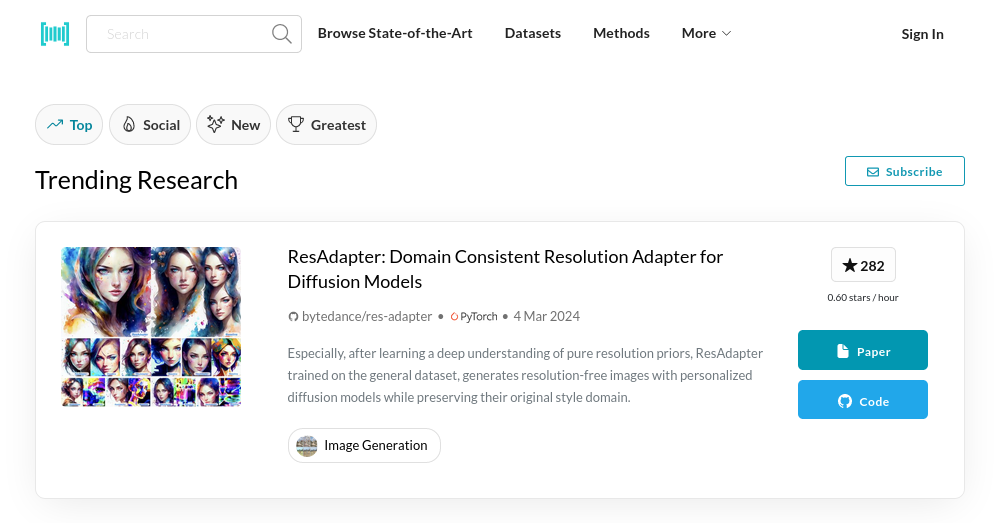 Search
Browse State-of-the-Art
Datasets
Methods
More
Sign In
Top
Social
New
Greatest
Trending Research
Subscribe
ResAdapter: Domain Consistent Resolution Adapter for
Diffusion Models
bytedance/res-adapter • PyTorch • 4 Mar 2024
Especially, after learning a deep understanding of pure resolution priors, ResAdapter
trained on the general dataset, generates resolution-free images with personalized
diffusion models while preserving their original style domain.
Image Generation
282
0.60 stars / hour
Paper
Code